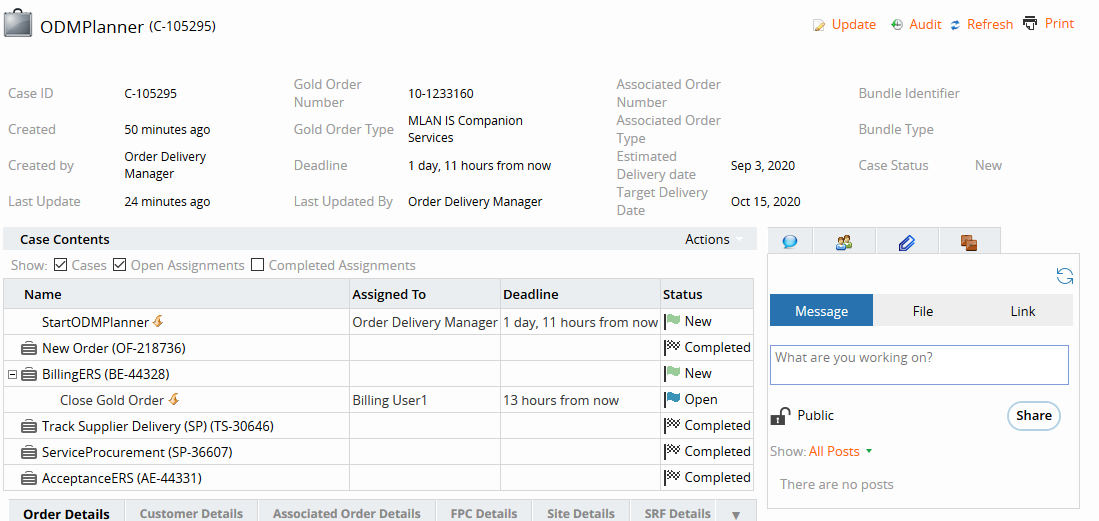 ODMPlanner (C-105295)
Update Audit Refresh Print
Case ID C-105295 Gold Order Number 10-1233160 Associated Order Number Bundle Identifier
Created 50 minutes ago Gold Order Type MLAN IS Companion Services Associated Order Type Bundle Type
Created by Order Delivery Manager Deadline 1 day, 11 hours from now Estimated Delivery date Sep 3, 2020 Case Status New
Last Update 24 minutes ago Last Updated By Order Delivery Manager Target Delivery Date Oct 15, 2020
Case Contents Actions
Show: Cases Open Assignments Completed Assignments
Name Assigned To Deadline Status
StartODMPlanner Order Delivery Manager 1 day, 11 hours from now New
New Order (OF-218736) Completed
BillingERS (BE-44328) New
Close Gold Order Billing User1 13 hours from now Open
Track Supplier Delivery (SP) (TS-30646) Completed
ServiceProcurement (SP-36607) Completed
AcceptanceERS (AE-44331) Completed
Message File Link
What are you working on?
Public Share
Show: All Posts
There are no posts
Order Details Customer Details Associated Order Details FPC Details Site Details SRF Details